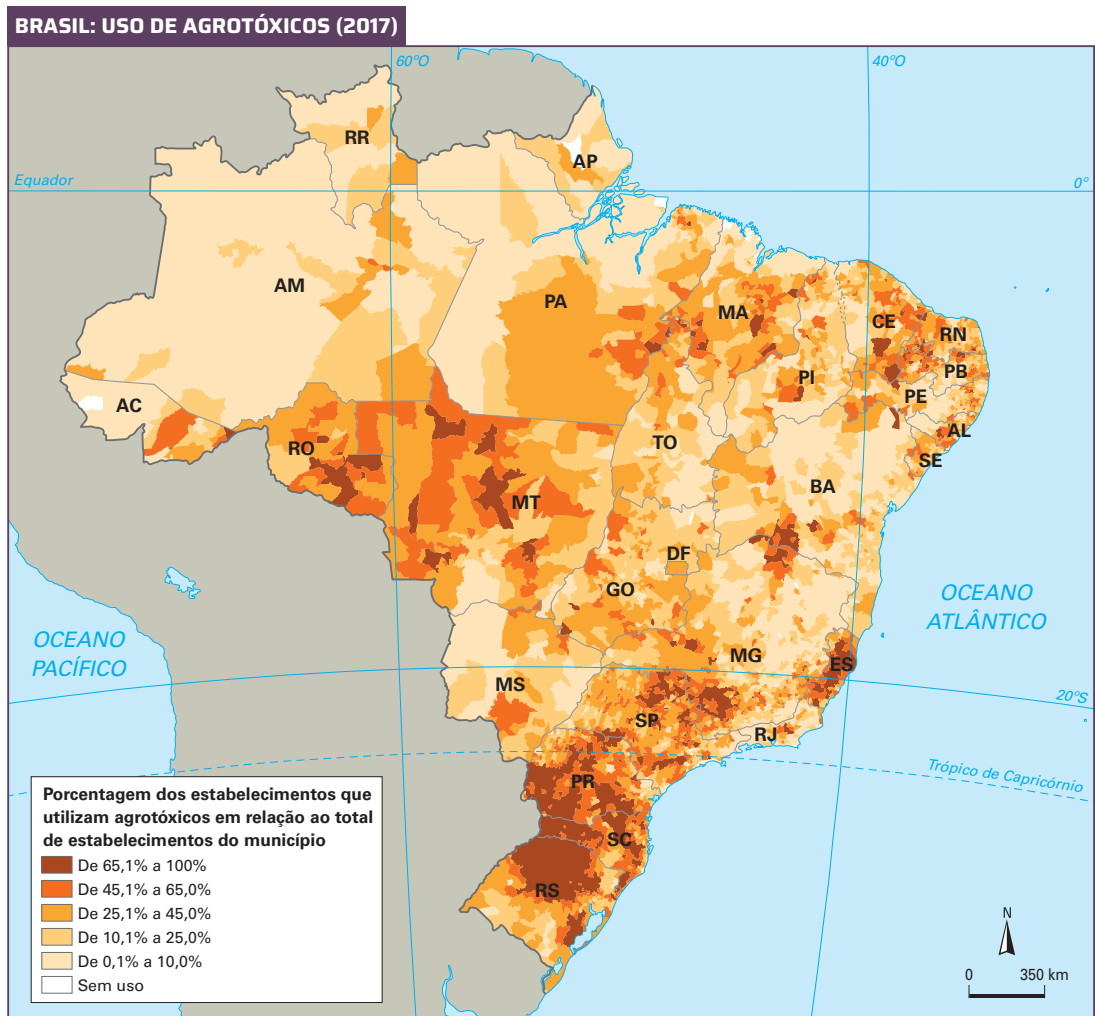 BRASIL: USO DE AGROTÓXICOS (2017)
60°O
40°O
RR
AP
Equador
0°
AM
PA
MA
CE
RN
PB
PI
PE
AC
AL
RO
TO
SE
BA
MT
DF
GO
OCEANO
ATLÂNTICO
OCEANO
PACÍFICO
MG
ES
MS
20°S
SP
RJ
Trópico de Capricórnio
PR
SC
RS
Porcentagem dos estabelecimentos que
utilizam agrotóxicos em relação ao total
de estabelecimentos do município
De 65,1% a 100%
De 45,1% a 65,0%
De 25,1% a 45,0%
De 10,1% a 25,0%
De 0,1% a 10,0%
Sem uso
N
0 350 km